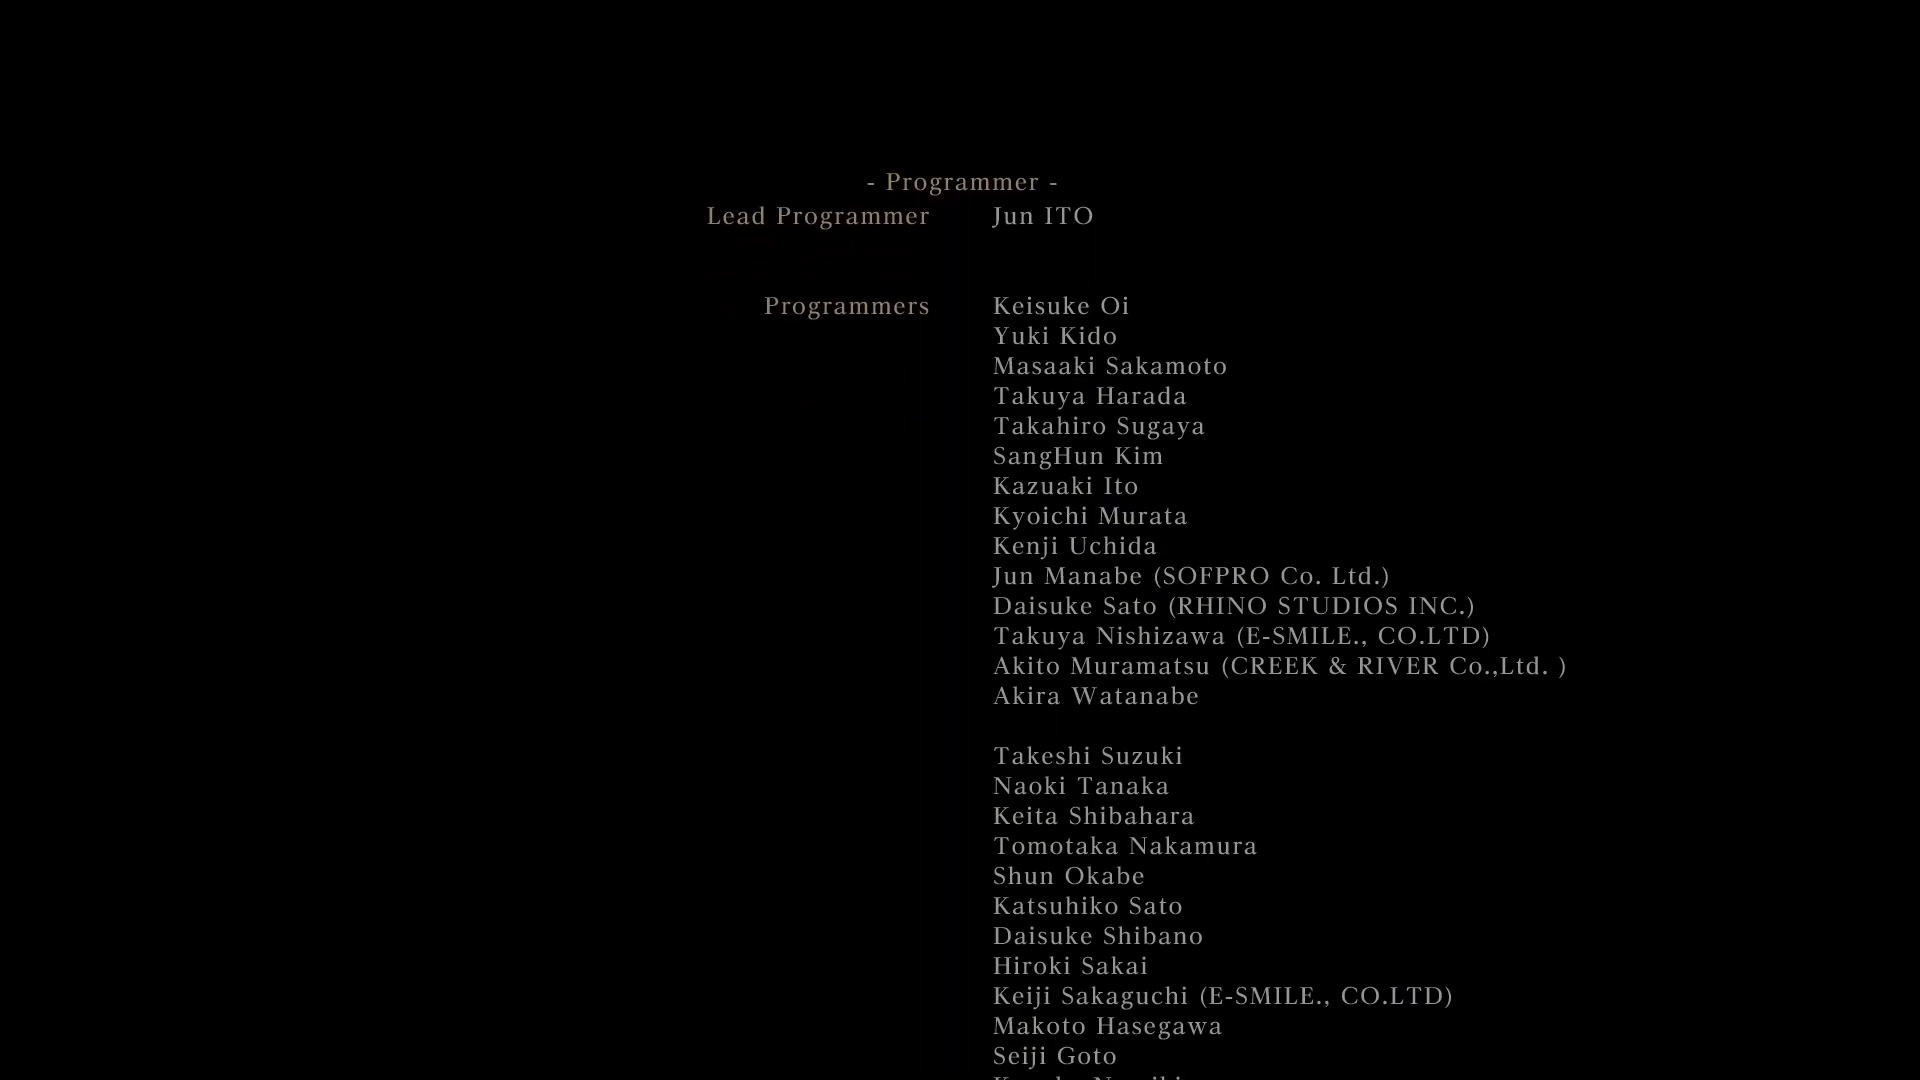 - Programmer -
Lead Programmer Jun ITO
Programmers Keisuke Oi
Yuki Kido
Masaaki Sakamoto
Takuya Harada
Takahiro Sugaya
SangHun Kim
Kazuaki Ito
Kyoichi Murata
Kenji Uchida
Jun Manabe (SOFPRO Co. Ltd.)
Daisuke Sato (RHINO STUDIOS INC.)
Takuya Nishizawa (E-SMILE., CO.LTD)
Akito Muramatsu (CREEK & RIVER Co.,Ltd. )
Akira Watanabe
Takeshi Suzuki
Naoki Tanaka
Keita Shibahara
Tomotaka Nakamura
Shun Okabe
Katsuhiko Sato
Daisuke Shibano
Hiroki Sakai
Keiji Sakaguchi (E-SMILE., CO.LTD)
Makoto Hasegawa
Seiji Goto